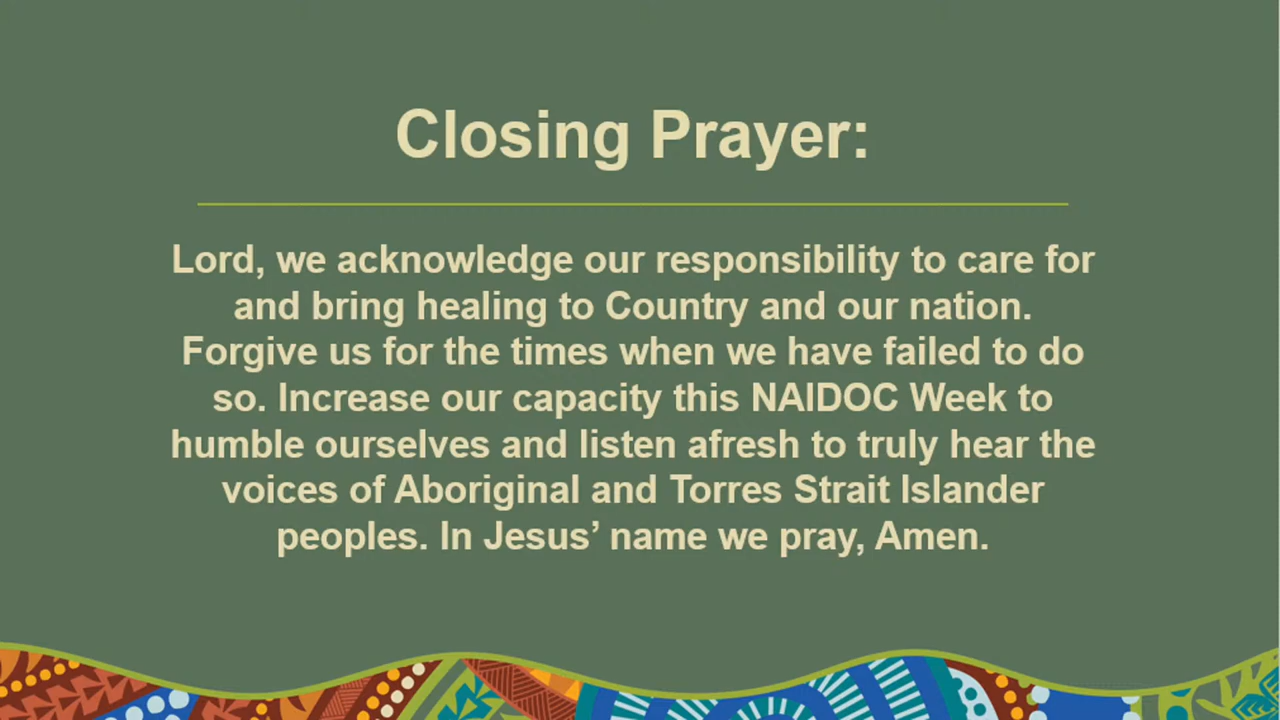 Closing Prayer:
Lord, we acknowledge our responsibility to care for
and bring healing to Country and our nation.
Forgive us for the times when we have failed to do
so. Increase our capacity this NAIDOC Week to
humble ourselves and listen afresh to truly hear the
voices of Aboriginal and Torres Strait Islander
peoples. In Jesus’ name we pray, Amen.